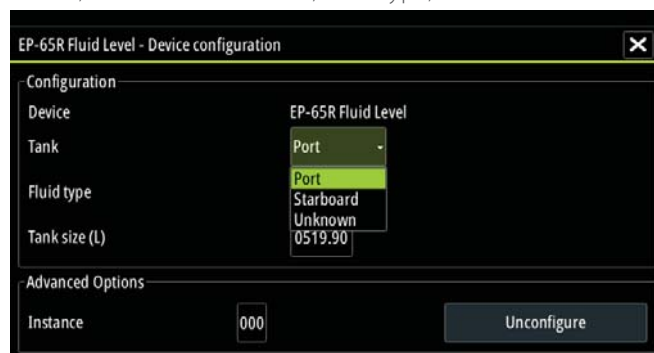 EP-65R Fluid Level - Device configuration
Configuration
Device EP-65R Fluid Level
Tank Port
Port
Fluid type
Starboard
Unknown
Tank size (L) 0519.90
Advanced Options
Instance 000 Unconfigure